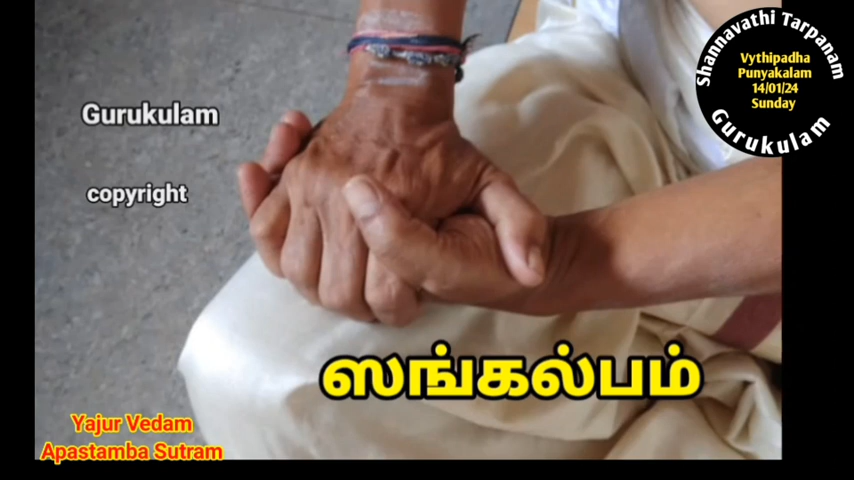 Shannavathi Tarpanam
Vythipadha
Punyakalam
14/01/24
Sunday
Gurukulam
Gurukulam
copyright
ஸங்கல்பம்
Yajur Vedam
Apastamba Sutram